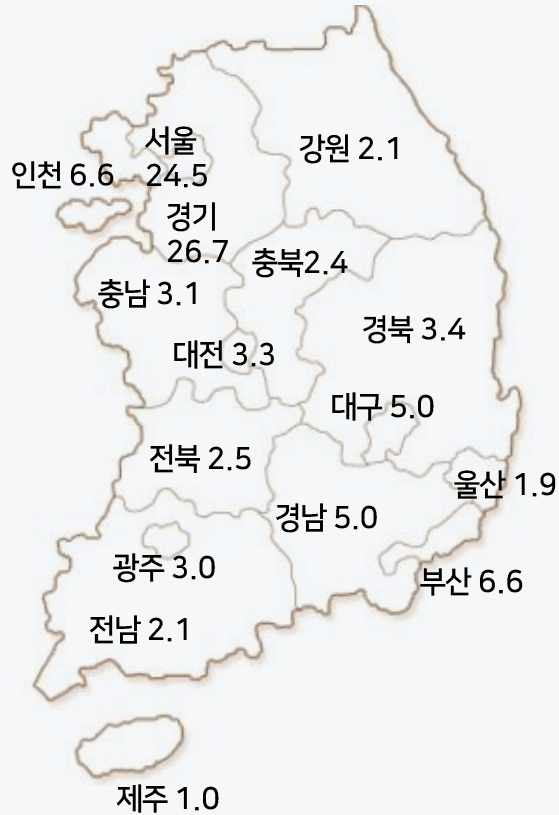 서울
24.5
강원 2.1
인천 6.6
경기
26.7
충북2.4
충남 3.1
경북 3.4
대전 3.3
대구 5.0
전북 2.5
울산 1.9
경남 5.0
광주 3.0
부산 6.6
전남 2.1
제주 1.0